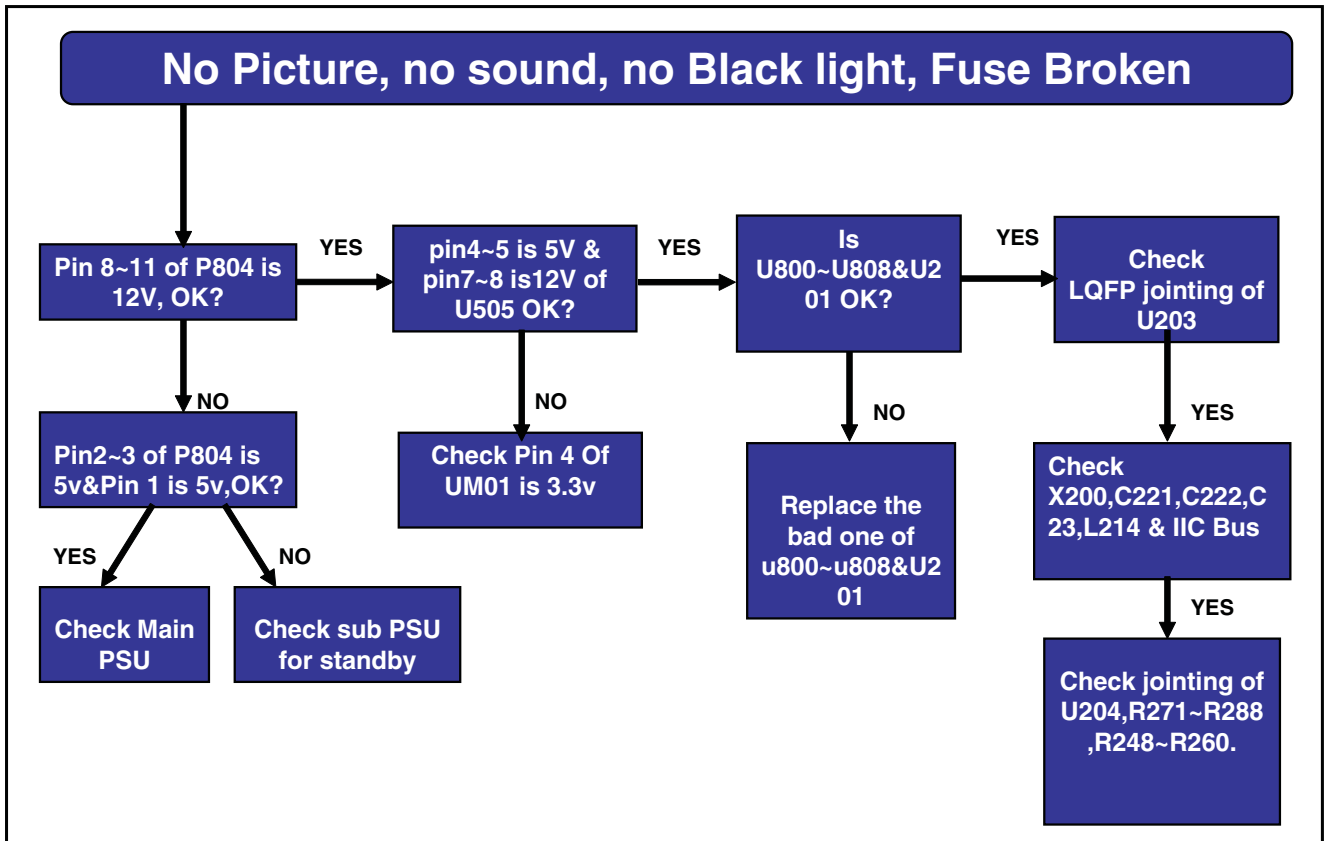 No Picture, no sound, no Black light, Fuse Broken
Pin 8~11 of P804 is
12V, OK?
YES
pin4~5 is 5V &
pin7~8 is12V of
U505 OK?
YES
Is
U800~U808&U2
01 OK?
YES
Check
LQFP jointing of
U203
NO
Pin2~3 of P804 is
5v&Pin 1 is 5v,OK?
NO
Check Pin 4 Of
UM01 is 3.3v
NO
Replace the
bad one of
u800~u808&U2
01
YES
Check
X200,C221,C222,C
23,L214 & IIC Bus
YES
Check Main
PSU
NO
Check sub PSU
for standby
YES
Check jointing of
U204,R271~R288
,R248~R260.